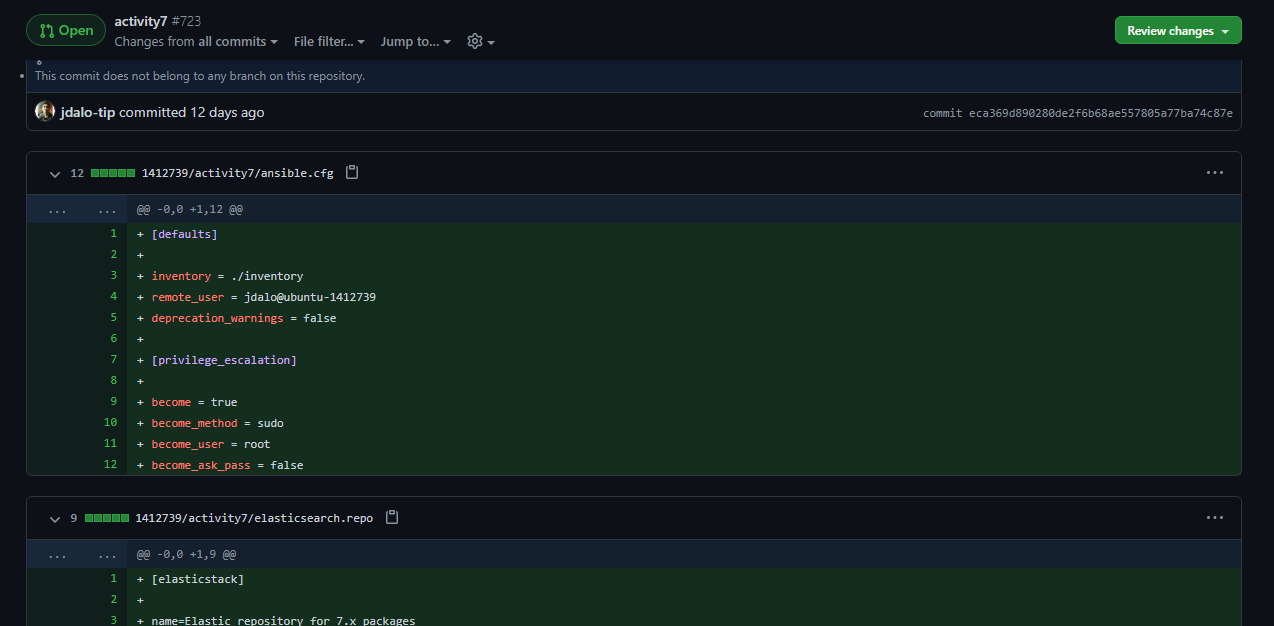 Open
activity7 #723
Changes from all commits
File filter...
Jump to...
Review changes
This commit does not belong to any branch on this repository.
jdalo-tip committed 12 days ago
commit eca369d890280de2f6b68ae557805a77ba74c87e
12 1412739/activity7/ansible.cfg
... ... @@ -0,0 +1,12 @@
1 + [defaults]
2 +
3 + inventory = ./inventory
4 + remote_user = jdalo@ubuntu-1412739
5 + deprecation_warnings = false
6 +
7 + [privilege_escalation]
8 +
9 + become = true
10 + become_method = sudo
11 + become_user = root
12 + become_ask_pass = false
9 1412739/activity7/elasticsearch.repo
... ... @@ -0,0 +1,9 @@
1 + [elasticstack]
2 +
3 + name=Elastic repository for 7.x packages